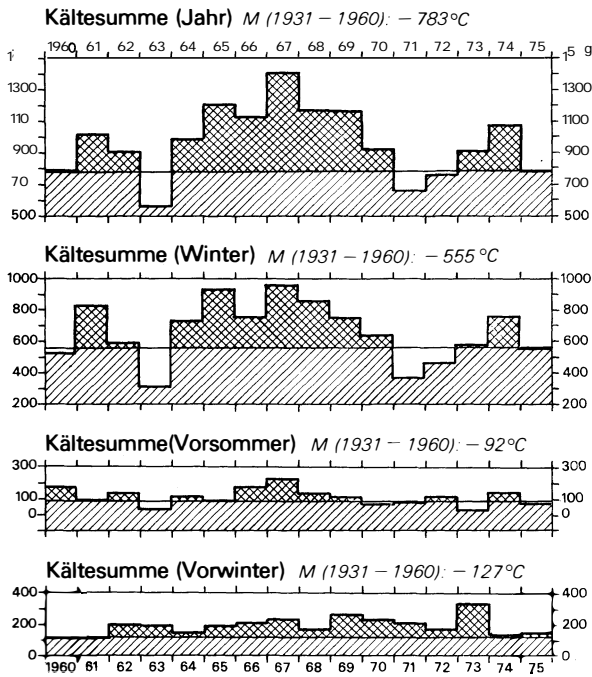 Kältesumme (Jahr) M (1931 – 1960): – 783°C
1960 61 62 63 64 65 66 67 68 69 70 71 72 73 74 75
1300 1300
110 1100
900 900
70 700
500 500
Kältesumme (Winter) M (1931 – 1960): – 555°C
1000 1000
800 800
600 600
400 400
200 200
Kältesumme(Vorsommer) M (1931 – 1960): – 92°C
300 300
100 100
0 0
Kältesumme (Vorwinter) M (1931 – 1960): – 127°C
400 400
200 200
0 0
1960 61 62 63 64 65 66 67 68 69 70 71 72 73 74 75